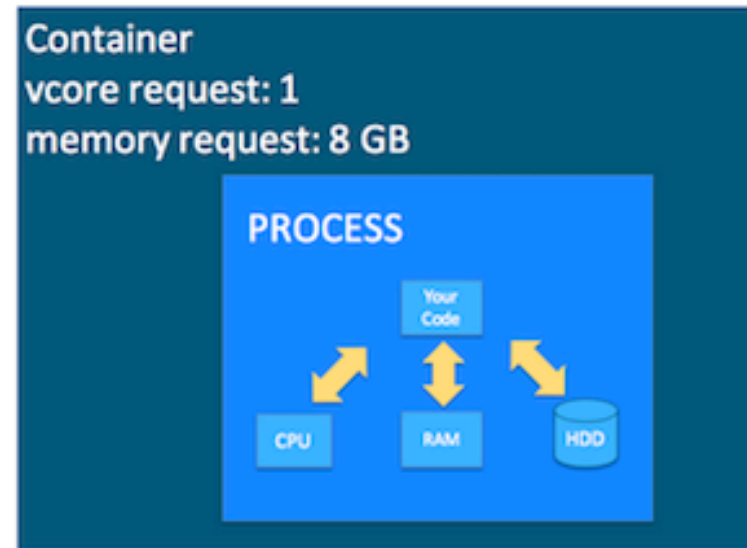 Container
vcore request: 1
memory request: 8 GB
PROCESS
Your
Code
CPU
RAM
HDD